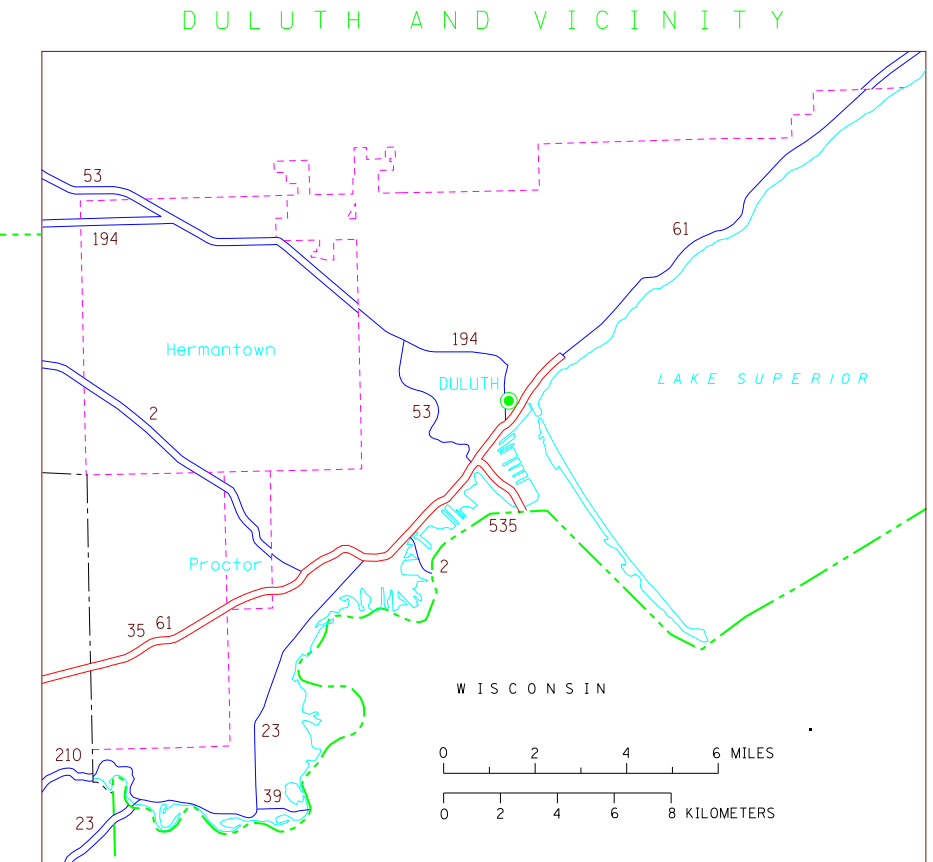 DULUTH AND VICINITY
53
194
61
194
Hermantown
DULUTH
LAKE SUPERIOR
2
53
535
Proctor
2
35 61
WISCONSIN
23
210
0 2 4 6 MILES
39
0 2 4 6 8 KILOMETERS
23